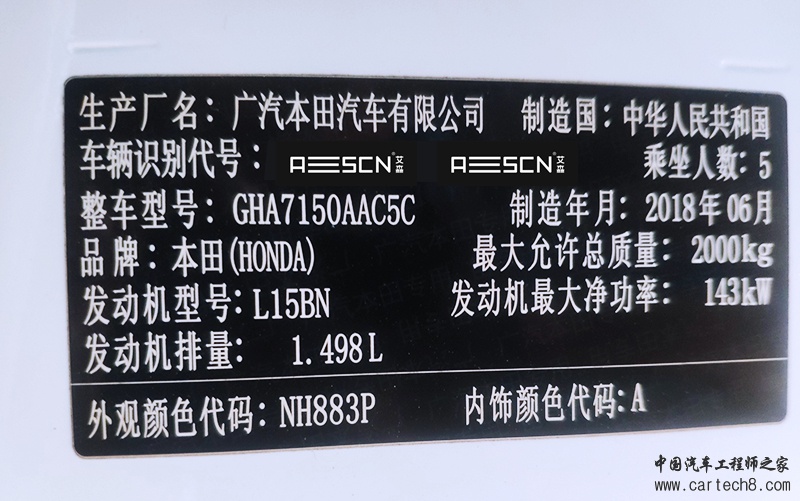 生产厂名：广汽本田汽车有限公司 制造国：中华人民共和国
车辆识别代号： AESCN® 艾森 AESCN® 艾森 乘坐人数：5
整车型号：GHA7150AAC5C 制造年月：2018年06月
品牌：本田(HONDA) 最大允许总质量：2000kg
发动机型号：L15BN 发动机最大净功率：143kW
发动机排量： 1.498L
外观颜色代码：NH883P 内饰颜色代码：A
中国汽车工程师之家
www.cartech8.com